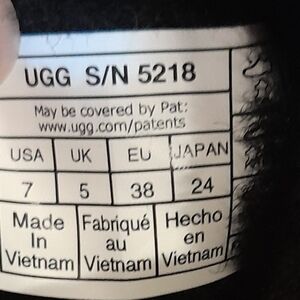 UGG S/N 5218
May be covered by Pat:
www.ugg.com/patents
USA UK EU JAPAN
7 5 38 24
Made Fabriqué Hecho
In au en
Vietnam Vietnam Vietnam